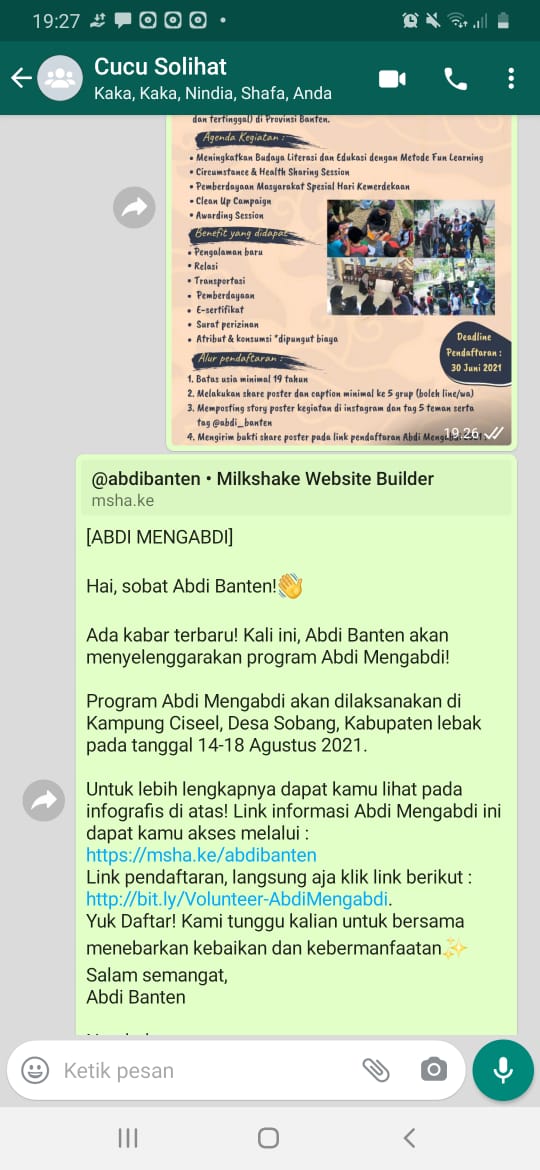 19:27
Cucu Solihat
Kaka, Kaka, Nindia, Shafa, Anda
dan tertinggal) di Provinsi Banten.
Agenda Kegiatan :
• Meningkatkan Budaya Literasi dan Edukasi dengan Metode Fun Learning
• Circumstance & Health Sharing Session
• Pemberdayaan Masyarakat Spesial Hari Kemerdekaan
• Clean Up Campaign
• Awarding Session
Benefit yang didapat
• Pengalaman baru
• Relasi
• Transportasi
• Pemberdayaan
• E-sertifikat
• Surat perizinan
• Atribut & konsumsi *dipungut biaya
Deadline
Pendaftaran :
30 Juni 2021
Alur pendaftaran :
1. Batas usia minimal 19 tahun
2. Melakukan share poster dan caption minimal ke 5 grup (boleh line/wa)
3. Memposting story poster kegiatan di instagram dan tag 5 teman serta
tag @abdi_banten
4. Mengirim bukti share poster pada link pendaftaran Abdi
19.26
@abdibanten • Milkshake Website Builder
msha.ke
[ABDI MENGABDI]
Hai, sobat Abdi Banten!👋
Ada kabar terbaru! Kali ini, Abdi Banten akan
menyelenggarakan program Abdi Mengabdi!
Program Abdi Mengabdi akan dilaksanakan di
Kampung Ciseel, Desa Sobang, Kabupaten lebak
pada tanggal 14-18 Agustus 2021.
Untuk lebih lengkapnya dapat kamu lihat pada
infografis di atas! Link informasi Abdi Mengabdi ini
dapat kamu akses melalui :
https://msha.ke/abdibanten
Link pendaftaran, langsung aja klik link berikut :
http://bit.ly/Volunteer-AbdiMengabdi.
Yuk Daftar! Kami tunggu kalian untuk bersama
menebarkan kebaikan dan kebermanfaatan✨
Salam semangat,
Abdi Banten
Ketik pesan